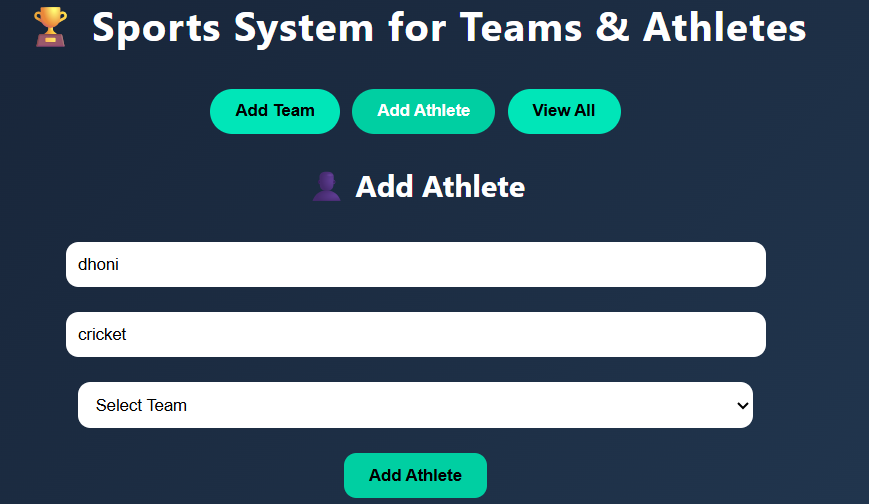 Sports System for Teams & Athletes
Add Team Add Athlete View All
Add Athlete
dhoni
cricket
Select Team
Add Athlete